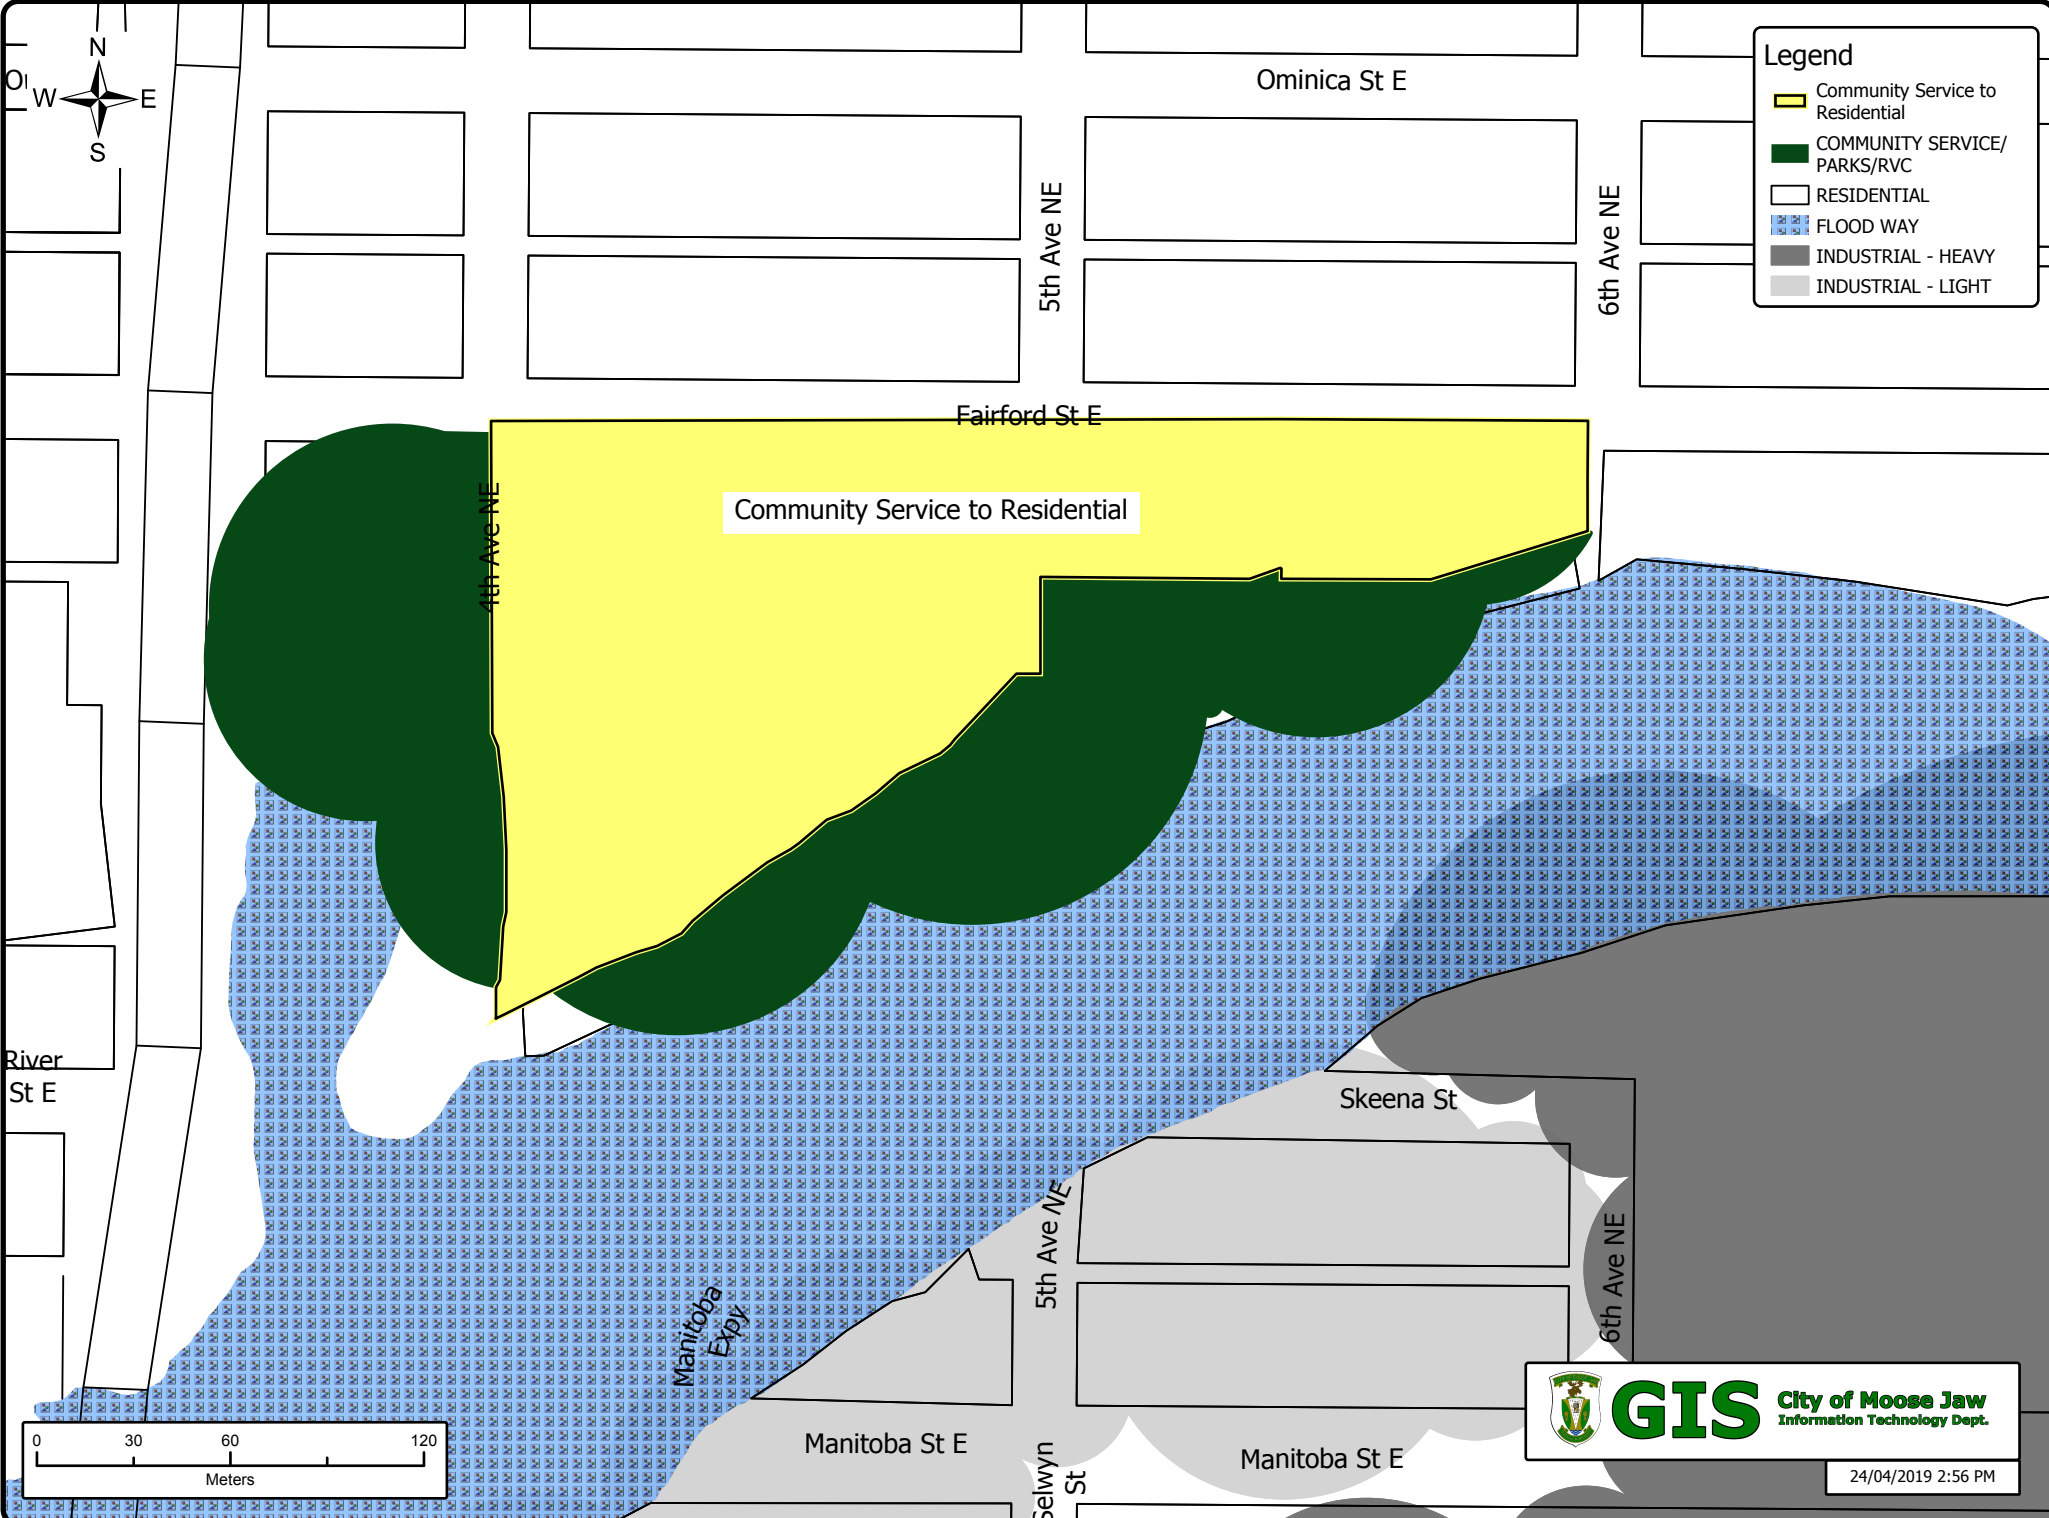 N
W
E
S
Ominica St E
5th Ave NE
6th Ave NE
Legend
Community Service to
Residential
COMMUNITY SERVICE/
PARKS/RVC
RESIDENTIAL
FLOOD WAY
INDUSTRIAL - HEAVY
INDUSTRIAL - LIGHT
Fairford St E
4th Ave NE
Community Service to Residential
River
St E
Skeena St
5th Ave NE
6th Ave NE
Manitoba
Expy
Manitoba St E
Manitoba St E
Selwyn
St
0 30 60 120
Meters
GIS
City of Moose Jaw
Information Technology Dept.
24/04/2019 2:56 PM